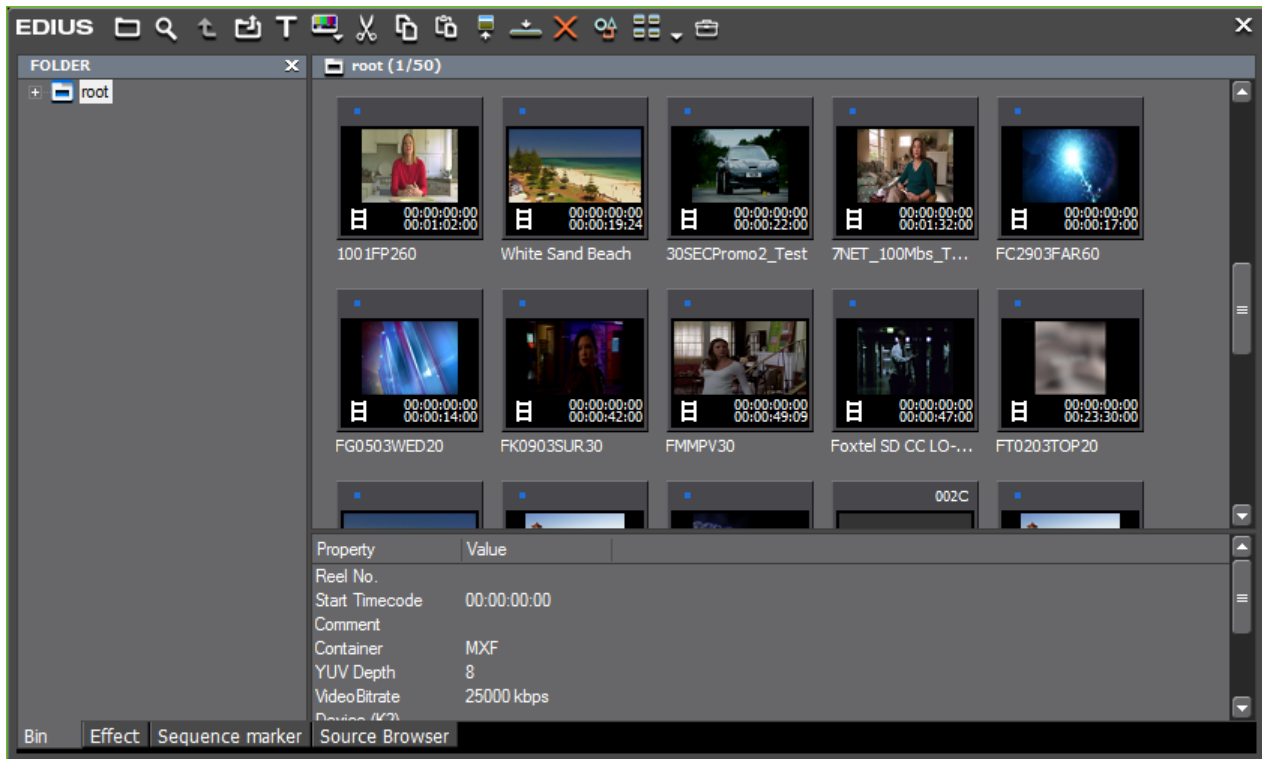 EDIUS
FOLDER
root (1/50)
root
00:00:00:00
00:01:02:00
1001FP260
00:00:00:00
00:00:19:24
White Sand Beach
00:00:00:00
00:00:22:00
30SECPromo2_Test
00:00:00:00
00:01:32:00
7NET_100Mbs_T...
00:00:00:00
00:00:17:00
FC2903FAR60
00:00:00:00
00:00:14:00
FG0503WED20
00:00:00:00
00:00:42:00
FK0903SUR30
00:00:00:00
00:00:49:09
FMMPV30
00:00:00:00
00:00:47:00
Foxtel SD CC LO-...
00:00:00:00
00:23:30:00
FT0203TOP20
002C
Property Value
Reel No.
Start Timecode 00:00:00:00
Comment
Container MXF
YUV Depth 8
VideoBitrate 25000 kbps
Device (K2)
Bin Effect Sequence marker Source Browser